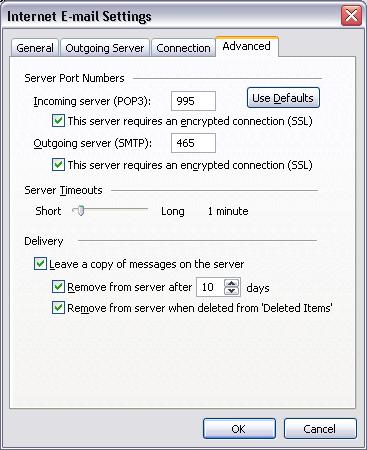 Internet E-mail Settings
General Outgoing Server Connection Advanced
Server Port Numbers
Incoming server (POP3): 995 Use Defaults
This server requires an encrypted connection (SSL)
Outgoing server (SMTP): 465
This server requires an encrypted connection (SSL)
Server Timeouts
Short Long 1 minute
Delivery
Leave a copy of messages on the server
Remove from server after 10 days
Remove from server when deleted from 'Deleted Items'
OK Cancel